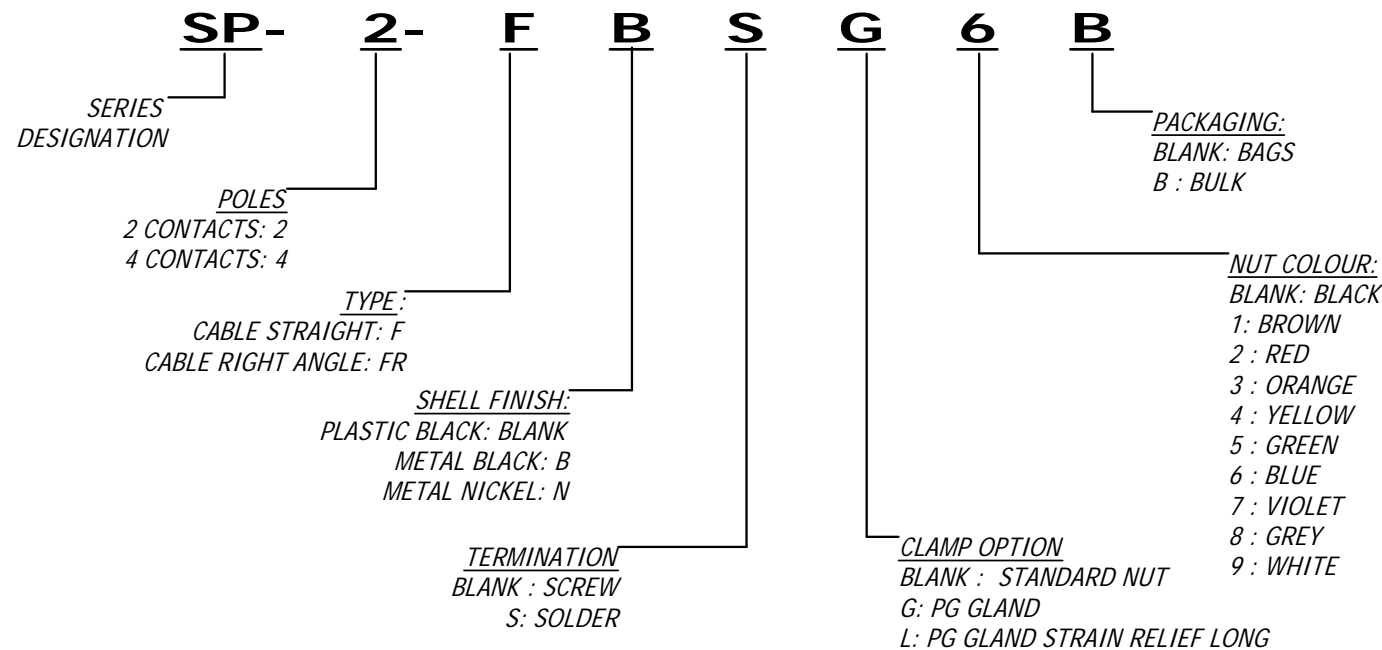 SP- 2- F B S G 6 B
SERIES
DESIGNATION
POLES
2 CONTACTS: 2
4 CONTACTS: 4
TYPE:
CABLE STRAIGHT: F
CABLE RIGHT ANGLE: FR
SHELL FINISH:
PLASTIC BLACK: BLANK
METAL BLACK: B
METAL NICKEL: N
TERMINATION
BLANK : SCREW
S: SOLDER
CLAMP OPTION
BLANK : STANDARD NUT
G: PG GLAND
L: PG GLAND STRAIN RELIEF LONG
NUT COLOUR:
BLANK: BLACK
1: BROWN
2 : RED
3 : ORANGE
4 : YELLOW
5 : GREEN
6 : BLUE
7 : VIOLET
8 : GREY
9 : WHITE
PACKAGING:
BLANK: BAGS
B : BULK